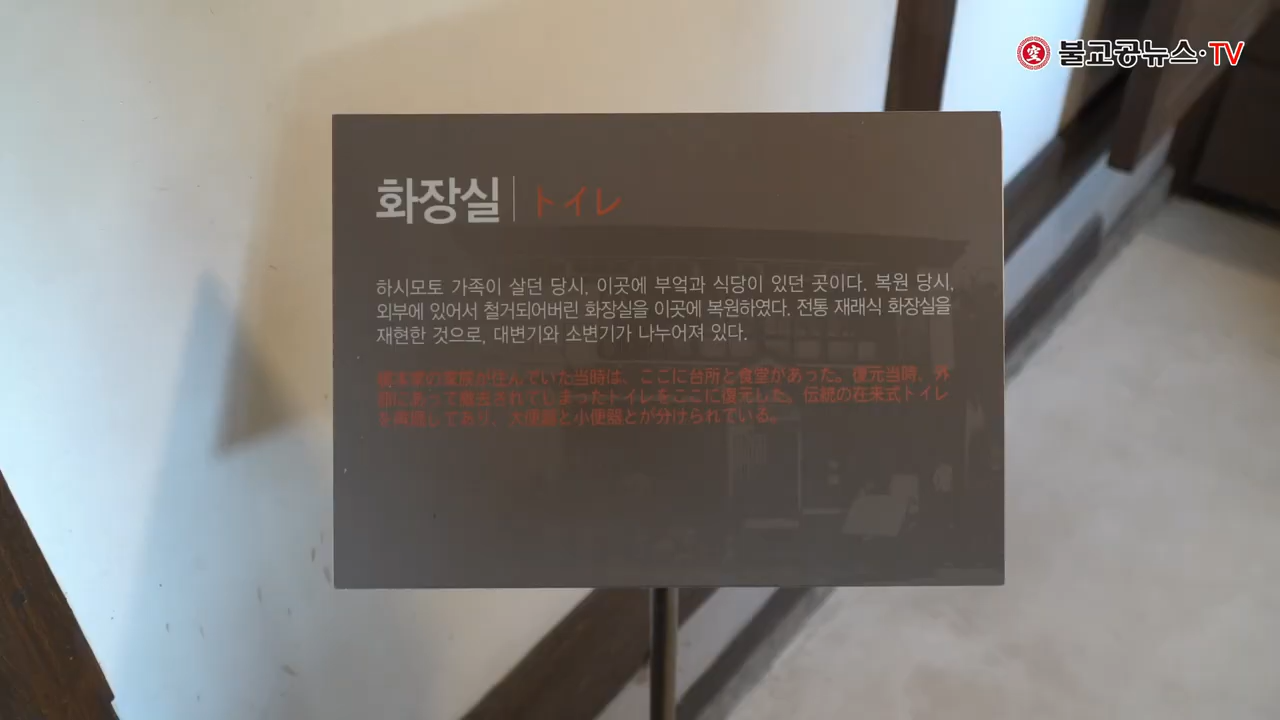 불교공뉴스·TV
화장실 | トイレ
하시모토 가족이 살던 당시, 이곳에 부엌과 식당이 있던 곳이다. 복원 당시,
외부에 있어서 철거되어버린 화장실을 이곳에 복원하였다. 전통 재래식 화장실을
재현한 것으로, 대변기와 소변기가 나누어져 있다.
橋本家の家族が住んでいた当時は、ここに台所と食堂があった。復元当時、外
部にあって撤去されてしまったトイレをここに復元した。伝統の在来式トイレ
を再現しており、大便器と小便器とが分けられている。